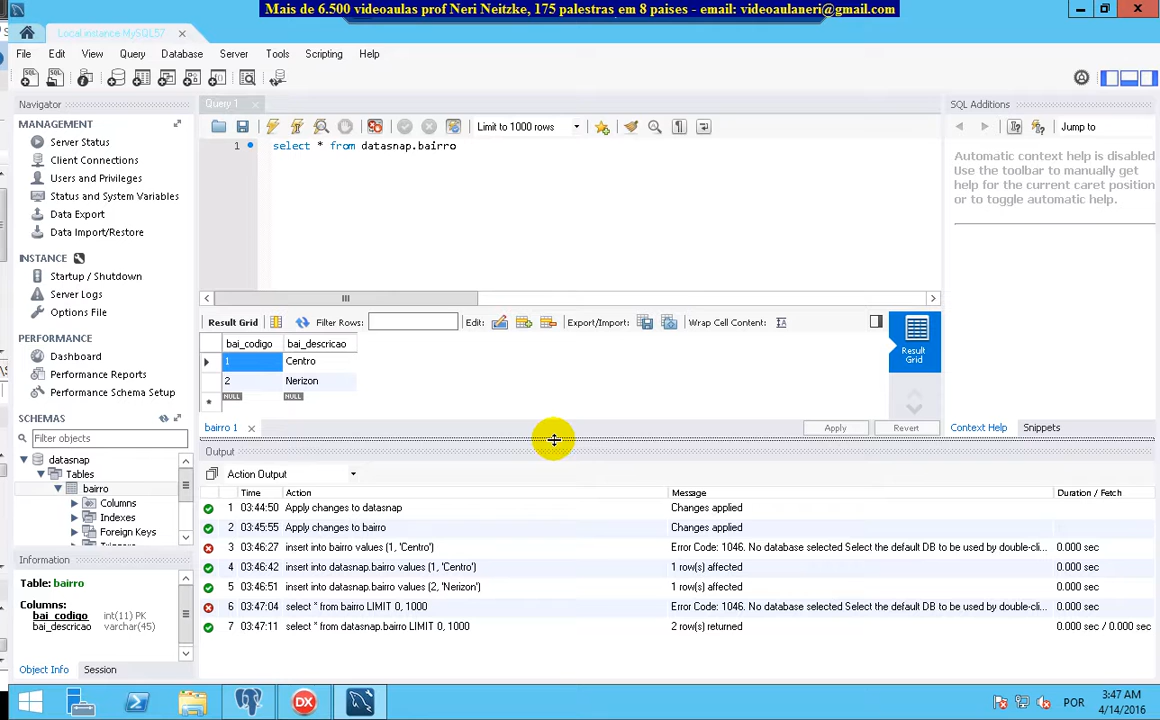 Mais de 6.500 videoaulas prof Neri Neitzke, 175 palestras em 8 paises - email: videoaulaneri@gmail.com
Local instance MySQL57
File Edit View Query Database Server Tools Scripting Help
Navigator
MANAGEMENT
Server Status
Client Connections
Users and Privileges
Status and System Variables
Data Export
Data Import/Restore
INSTANCE
Startup / Shutdown
Server Logs
Options File
PERFORMANCE
Dashboard
Performance Reports
Performance Schema Setup
SCHEMAS
Filter objects
datasnap
Tables
bairro
Columns
Indexes
Foreign Keys
Information
Table: bairro
Columns:
bai_codigo int(11) PK
bai_descricao varchar(45)
Object Info Session
Query 1
Limit to 1000 rows
1 select * from datasnap.bairro
Result Grid Filter Rows: Edit: Export/Import: Wrap Cell Content:
bai_codigo bai_descricao
1 Centro
2 Nerizon
NULL NULL
Result
Grid
bairro 1 Apply Revert
SQL Additions
Jump to
Automatic context help is disabled
Use the toolbar to manually get
help for the current caret position
or to toggle automatic help.
Context Help Snippets
Output
Action Output
Time Action Message Duration / Fetch
1 03:44:50 Apply changes to datasnap Changes applied
2 03:45:55 Apply changes to bairro Changes applied
3 03:46:27 insert into bairro values (1, 'Centro') Error Code: 1046. No database selected Select the default DB to be used by double-cli... 0.000 sec
4 03:46:42 insert into datasnap.bairro values (1, 'Centro') 1 row(s) affected 0.000 sec
5 03:46:51 insert into datasnap.bairro values (2, 'Nerizon') 1 row(s) affected 0.000 sec
6 03:47:04 select * from bairro LIMIT 0, 1000 Error Code: 1046. No database selected Select the default DB to be used by double-cli... 0.000 sec
7 03:47:11 select * from datasnap.bairro LIMIT 0, 1000 2 row(s) returned 0.000 sec / 0.000 sec
DX
POR
3:47 AM
4/14/2016